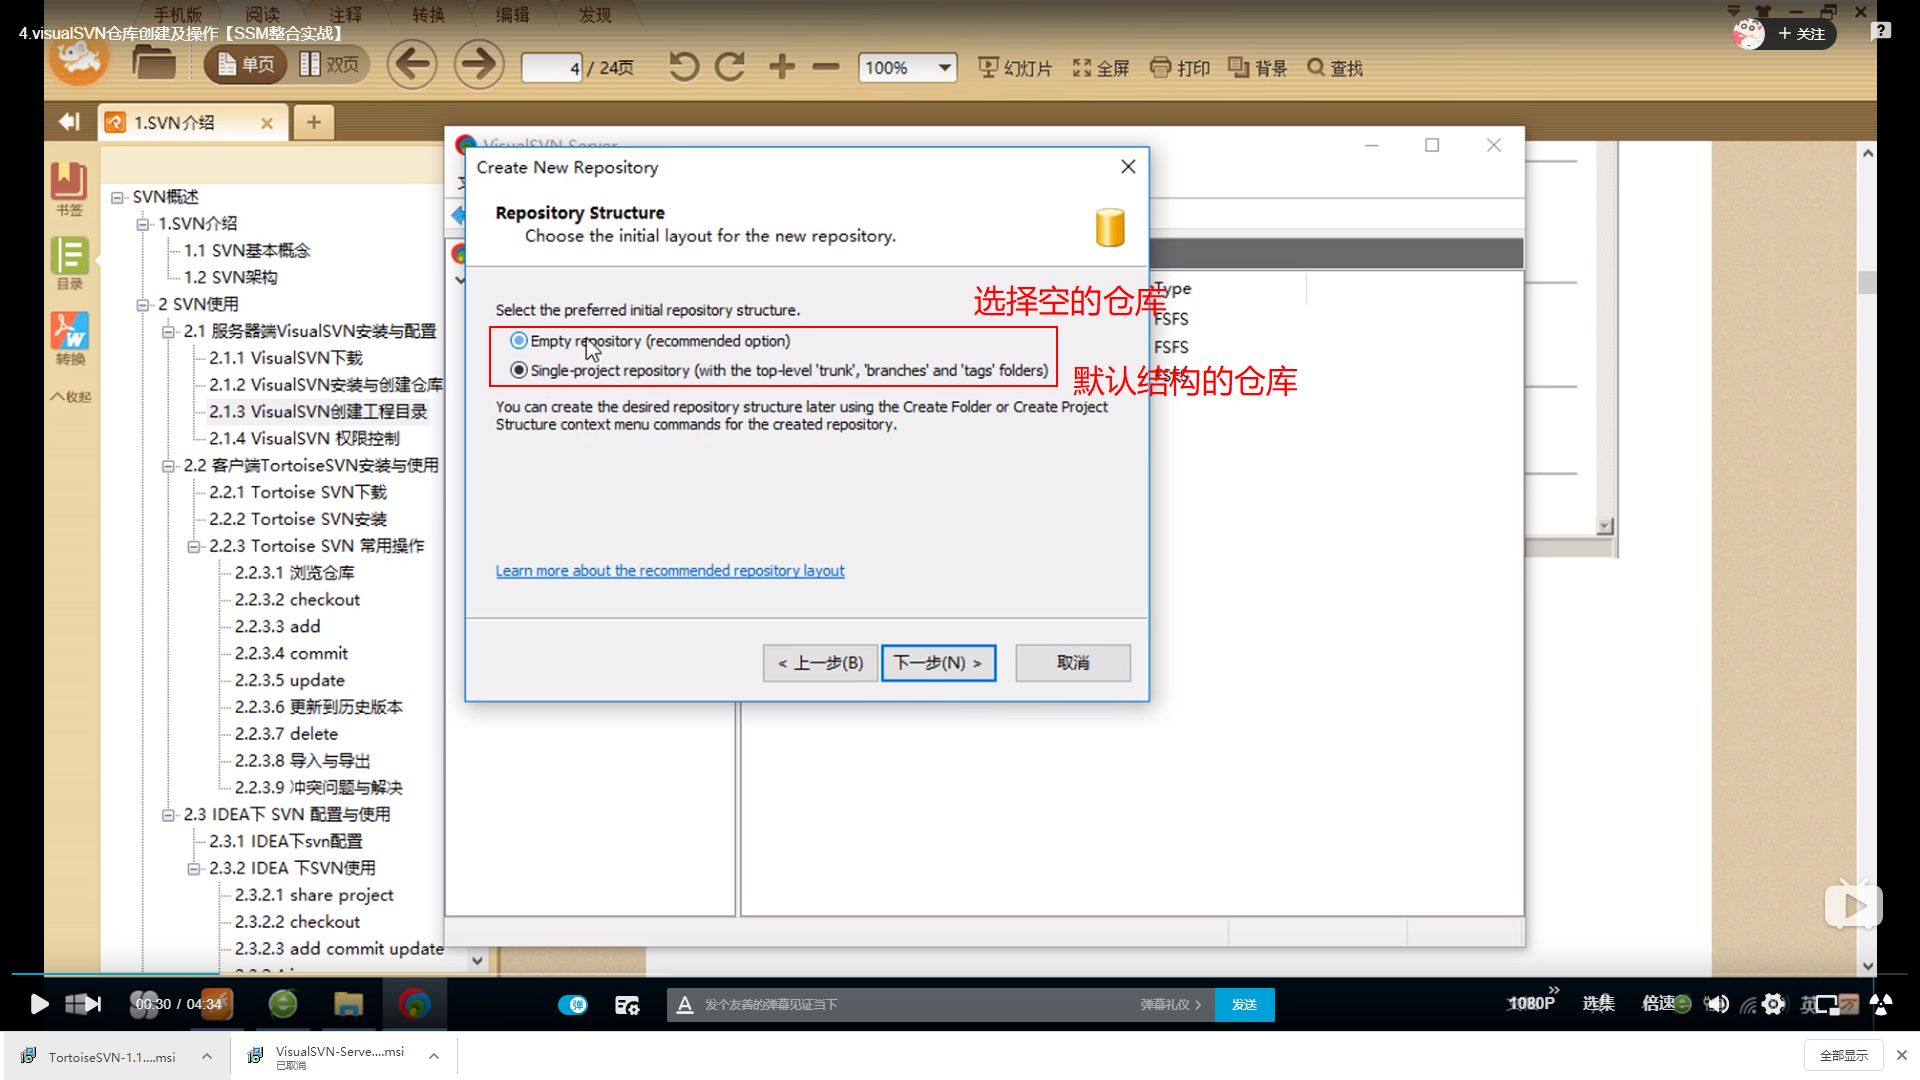 手机版 阅读 注释 转换 编辑 发现
4.visualSVN仓库创建及操作【SSM整合实战】
+ 关注
单页 双页
4 / 24页
100%
幻灯片 全屏 打印 背景 查找
1.SVN介绍
书签
目录
转换
收起
SVN概述
1.SVN介绍
1.1 SVN基本概念
1.2 SVN架构
2 SVN使用
2.1 服务器端VisualSVN安装与配置
2.1.1 VisualSVN下载
2.1.2 VisualSVN安装与创建仓库
2.1.3 VisualSVN创建工程目录
2.1.4 VisualSVN 权限控制
2.2 客户端TortoiseSVN安装与使用
2.2.1 Tortoise SVN下载
2.2.2 Tortoise SVN安装
2.2.3 Tortoise SVN 常用操作
2.2.3.1 浏览仓库
2.2.3.2 checkout
2.2.3.3 add
2.2.3.4 commit
2.2.3.5 update
2.2.3.6 更新到历史版本
2.2.3.7 delete
2.2.3.8 导入与导出
2.2.3.9 冲突问题与解决
2.3 IDEA下 SVN 配置与使用
2.3.1 IDEA下svn配置
2.3.2 IDEA 下SVN使用
2.3.2.1 share project
2.3.2.2 checkout
2.3.2.3 add commit update
VisualSVN Server
Create New Repository
Repository Structure
Choose the initial layout for the new repository.
Select the preferred initial repository structure.
选择空的仓库
Empty repository (recommended option)
Single-project repository (with the top-level 'trunk', 'branches' and 'tags' folders)
默认结构的仓库
You can create the desired repository structure later using the Create Folder or Create Project
Structure context menu commands for the created repository.
Learn more about the recommended repository layout
< 上一步(B) 下一步(N) > 取消
Type
FSFS
FSFS
FSFS
00:30 / 04:34
弹
发个友善的弹幕见证当下
弹幕礼仪 >
发送
1080P 选集 倍速
英
TortoiseSVN-1.1....msi
VisualSVN-Serve....msi
已取消
全部显示